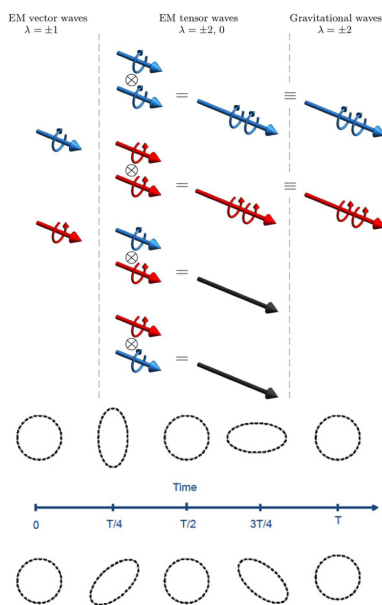 EM vector waves EM tensor waves Gravitational waves
λ = ±1 λ = ±2, 0 λ = ±2
⊗
= ≡
⊗
= ≡
⊗
=
⊗
=
Time
0 T/4 T/2 3T/4 T